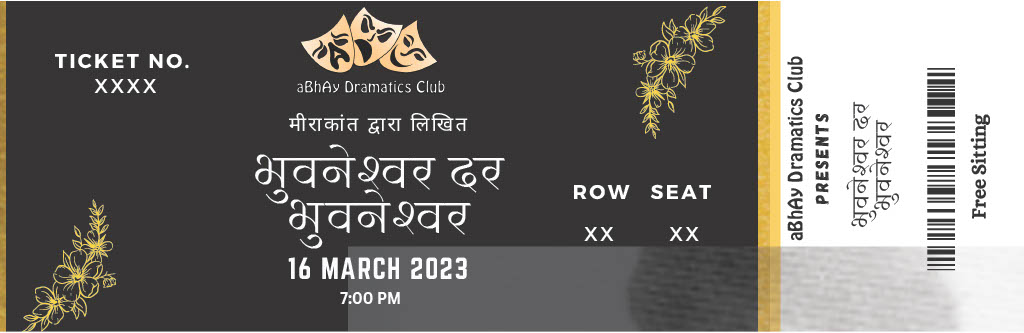 TICKET NO.
XXXX
ADC
aBhAy Dramatics Club
मीराकांत द्वारा लिखित
भुवनेश्वर दर
भुवनेश्वर
ROW SEAT
XX XX
16 MARCH 2023
7:00 PM
aBhAy Dramatics Club
PRESENTS
भुवनेश्वर दर
भुवनेश्वर
Free Sitting